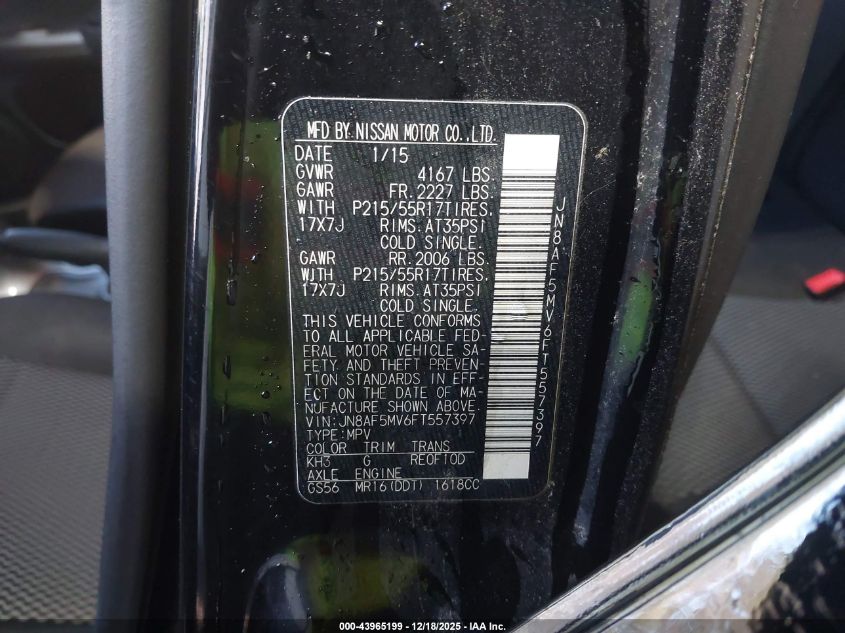 MFD BY NISSAN MOTOR CO.,LTD.
DATE 1/15
GVWR 4167 LBS.
GAWR FR. 2227 LBS.
WITH P215/55R17TIRES.
17X7J RIMS. AT35PSI
COLD SINGLE.
GAWR RR. 2006 LBS.
WITH P215/55R17TIRES.
17X7J RIMS. AT35PSI
COLD SINGLE.
THIS VEHICLE CONFORMS
TO ALL APPLICABLE FED-
ERAL MOTOR VEHICLE SA-
FETY AND THEFT PREVEN-
TION STANDARDS IN EFF-
ECT ON THE DATE OF MA-
NUFACTURE SHOWN ABOVE.
VIN: JN8AF5MV6FT557397
TYPE: MPV
COLOR TRIM TRANS
KH3 G RE0F10D
AXLE ENGINE
GS56 MR16(DDT) 1618CC
JN8AF5MV6FT557397
000-43965199 - 12/18/2025 - IAA Inc.